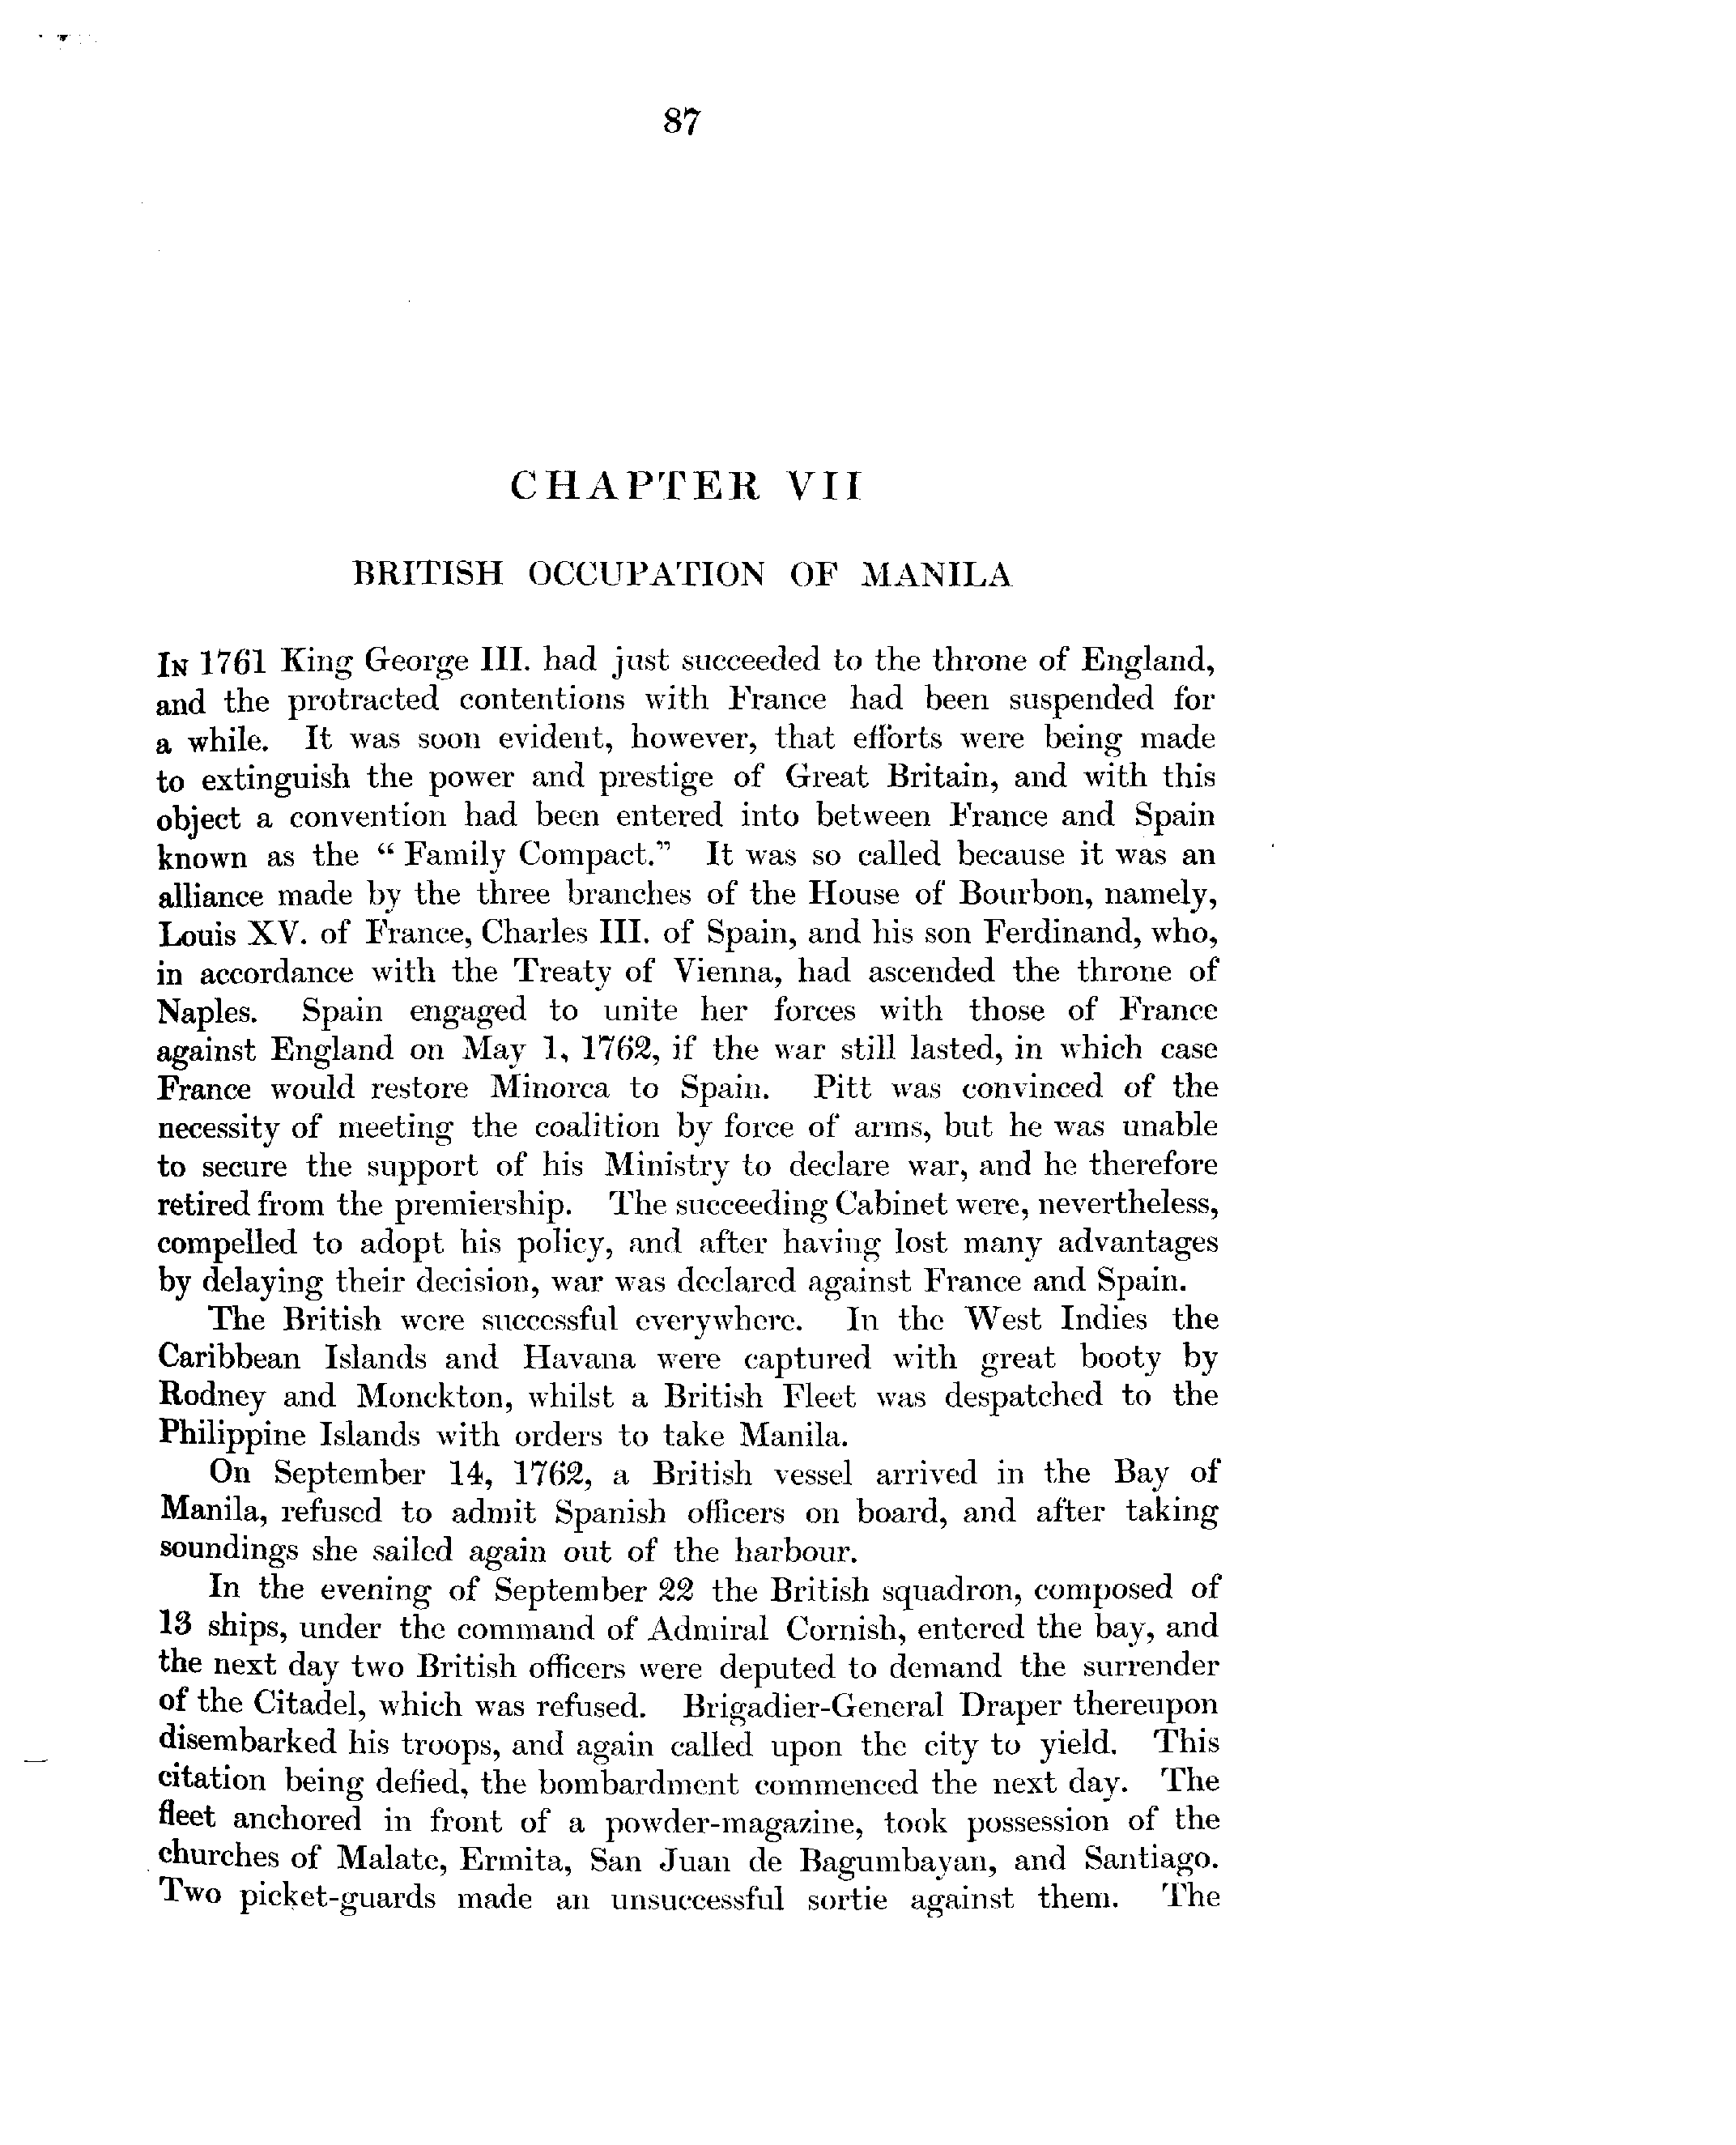 87
CHAPTER VII
BRITISH OCCUPATION OF MANILA
In 1761 King George III. had just succeeded to the throne of England,
and the protracted contentions with France had been suspended for
a while. It was soon evident, however, that efforts were being made
to extinguish the power and prestige of Great Britain, and with this
object a convention had been entered into between France and Spain
known as the “ Family Compact.” It was so called because it was an
alliance made by the three branches of the House of Bourbon, namely,
Louis XV. of France, Charles III. of Spain, and his son Ferdinand, who,
in accordance with the Treaty of Vienna, had ascended the throne of
Naples. Spain engaged to unite her forces with those of France
against England on May 1, 1762, if the war still lasted, in which case
France would restore Minorca to Spain. Pitt was convinced of the
necessity of meeting the coalition by force of arms, but he was unable
to secure the support of his Ministry to declare war, and he therefore
retired from the premiership. The succeeding Cabinet were, nevertheless,
compelled to adopt his policy, and after having lost many advantages
by delaying their decision, war was declared against France and Spain.
The British were successful everywhere. In the West Indies the
Caribbean Islands and Havana were captured with great booty by
Rodney and Monckton, whilst a British Fleet was despatched to the
Philippine Islands with orders to take Manila.
On September 14, 1762, a British vessel arrived in the Bay of
Manila, refused to admit Spanish officers on board, and after taking
soundings she sailed again out of the harbour.
In the evening of September 22 the British squadron, composed of
13 ships, under the command of Admiral Cornish, entered the bay, and
the next day two British officers were deputed to demand the surrender
of the Citadel, which was refused. Brigadier-General Draper thereupon
disembarked his troops, and again called upon the city to yield. This
citation being defied, the bombardment commenced the next day. The
fleet anchored in front of a powder-magazine, took possession of the
churches of Malate, Ermita, San Juan de Bagumbayan, and Santiago.
Two picket-guards made an unsuccessful sortie against them. The